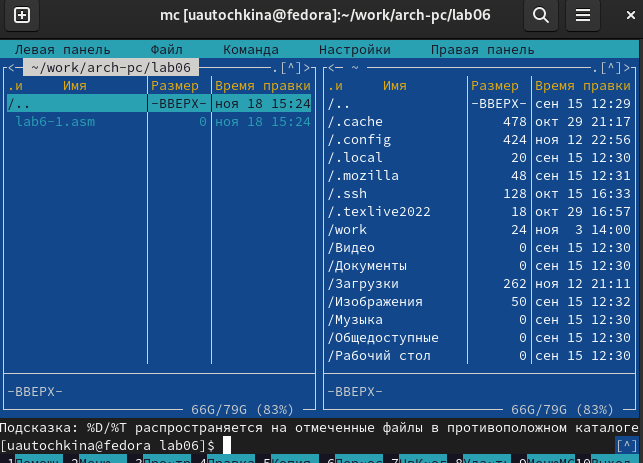 mc [uautochkina@fedora]:~/work/arch-pc/lab06
Левая панель Файл Команда Настройки Правая панель
<─ ~/work/arch-pc/lab06 .[^]> <─ ~ .[^]>
.и Имя Размер Время правки .и Имя Размер Время правки
/.. -ВВЕРХ- ноя 18 15:24 /.. -ВВЕРХ- сен 15 12:29
lab6-1.asm 0 ноя 18 15:24 /.cache 478 окт 29 21:17
/.config 424 ноя 12 22:56
/.local 20 сен 15 12:30
/.mozilla 48 сен 15 12:31
/.ssh 128 окт 15 16:33
/.texlive2022 18 окт 29 16:57
/work 24 ноя 3 14:00
/Видео 0 сен 15 12:30
/Документы 0 сен 15 12:30
/Загрузки 262 ноя 12 21:11
/Изображения 50 сен 15 12:32
/Музыка 0 сен 15 12:30
/Общедоступные 0 сен 15 12:30
/Рабочий стол 0 сен 15 12:30
-ВВЕРХ- -ВВЕРХ-
66G/79G (83%) 66G/79G (83%)
Подсказка: %D/%T распространяется на отмеченные файлы в противоположном каталоге
[uautochkina@fedora lab06]$ [^]